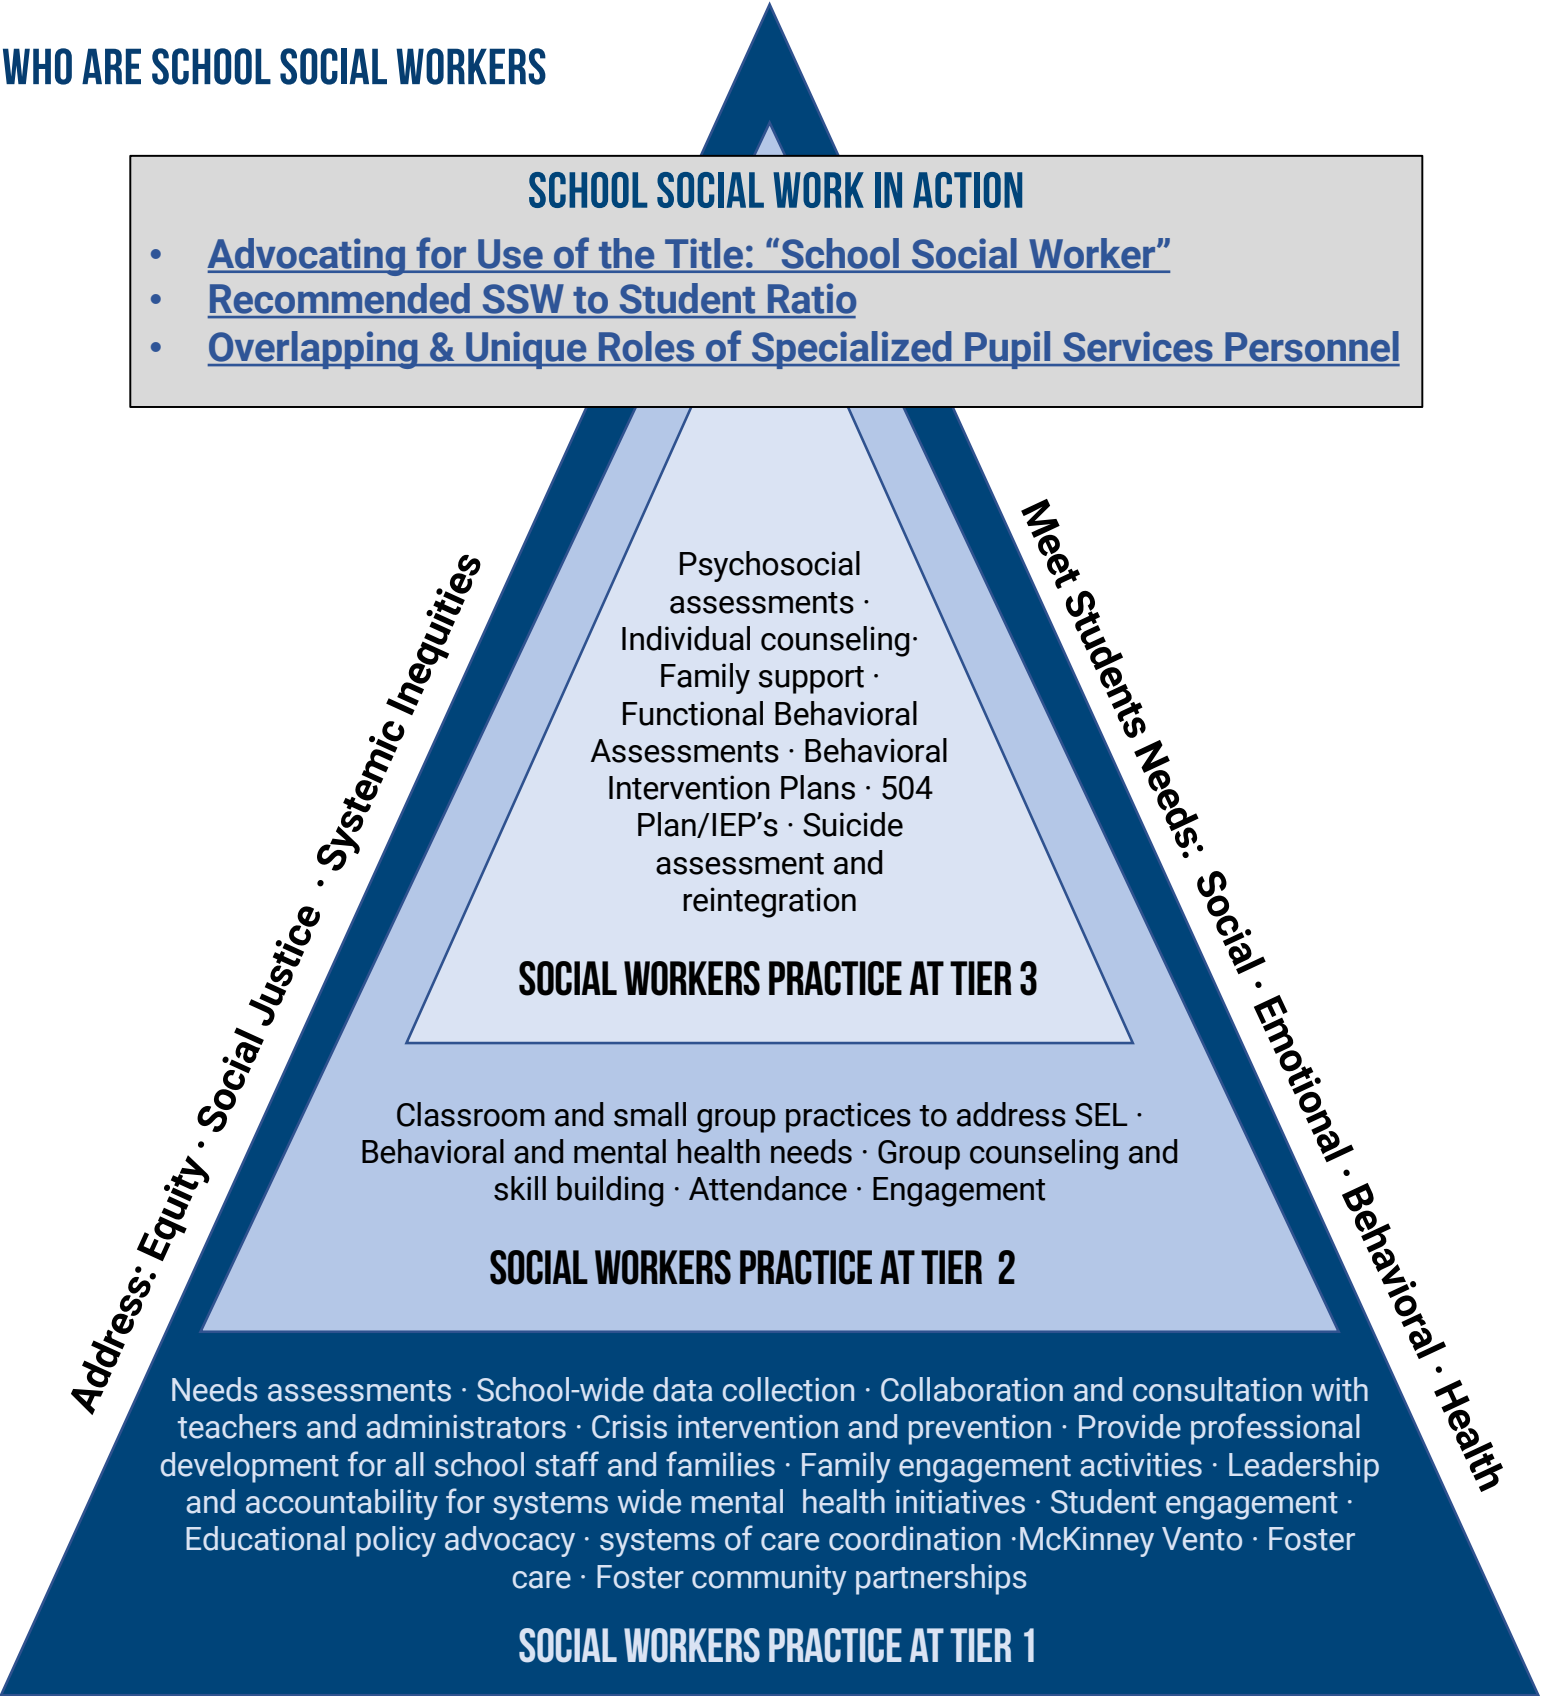 WHO ARE SCHOOL SOCIAL WORKERS
SCHOOL SOCIAL WORK IN ACTION
• Advocating for Use of the Title: “School Social Worker”
• Recommended SSW to Student Ratio
• Overlapping & Unique Roles of Specialized Pupil Services Personnel
Address: Equity · Social Justice · Systemic Inequities
Meet Students Needs: Social · Emotional · Behavioral · Health
Psychosocial
assessments ·
Individual counseling·
Family support ·
Functional Behavioral
Assessments · Behavioral
Intervention Plans · 504
Plan/IEP’s · Suicide
assessment and
reintegration
SOCIAL WORKERS PRACTICE AT TIER 3
Classroom and small group practices to address SEL ·
Behavioral and mental health needs · Group counseling and
skill building · Attendance · Engagement
SOCIAL WORKERS PRACTICE AT TIER 2
Needs assessments · School-wide data collection · Collaboration and consultation with
teachers and administrators · Crisis intervention and prevention · Provide professional
development for all school staff and families · Family engagement activities · Leadership
and accountability for systems wide mental health initiatives · Student engagement ·
Educational policy advocacy · systems of care coordination ·McKinney Vento · Foster
care · Foster community partnerships
SOCIAL WORKERS PRACTICE AT TIER 1